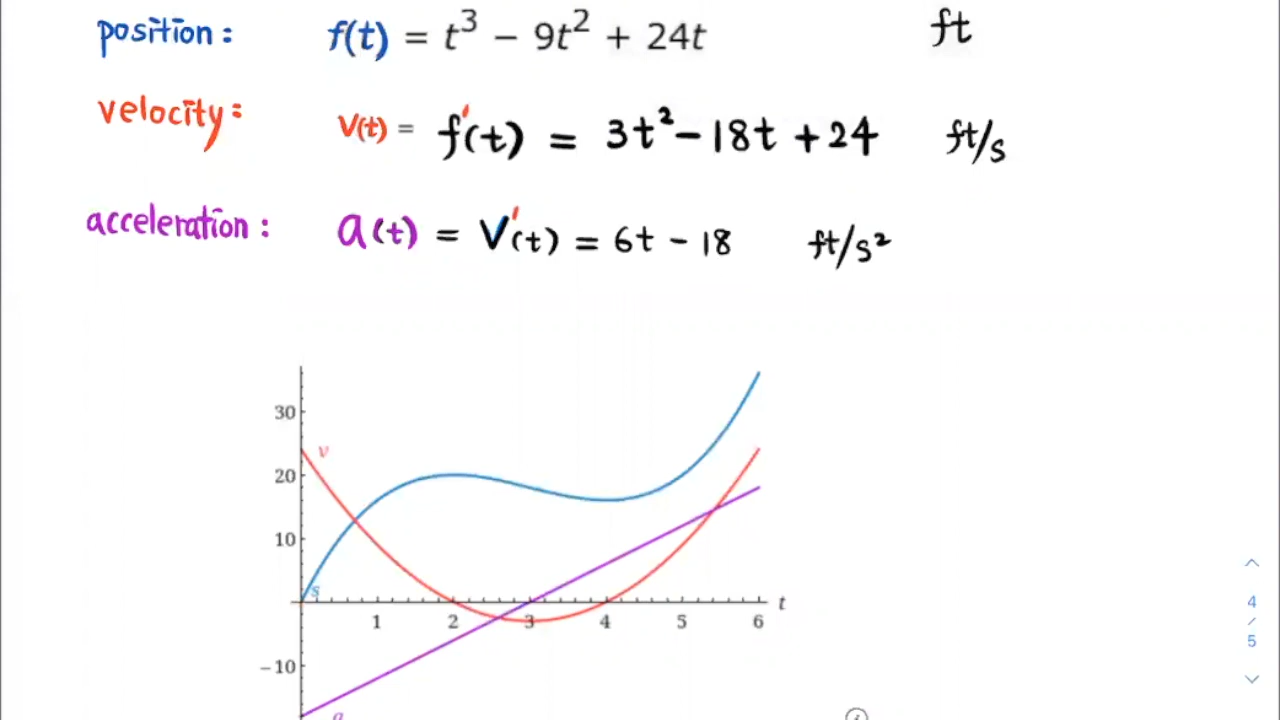 position: f(t) = t³ − 9t² + 24t ft
velocity: v(t) = f'(t) = 3t² − 18t + 24 ft/s
acceleration: a(t) = v'(t) = 6t − 18 ft/s²
30
v
20
10
s
t
1 2 3 4 5 6
−10
a
4
/
5